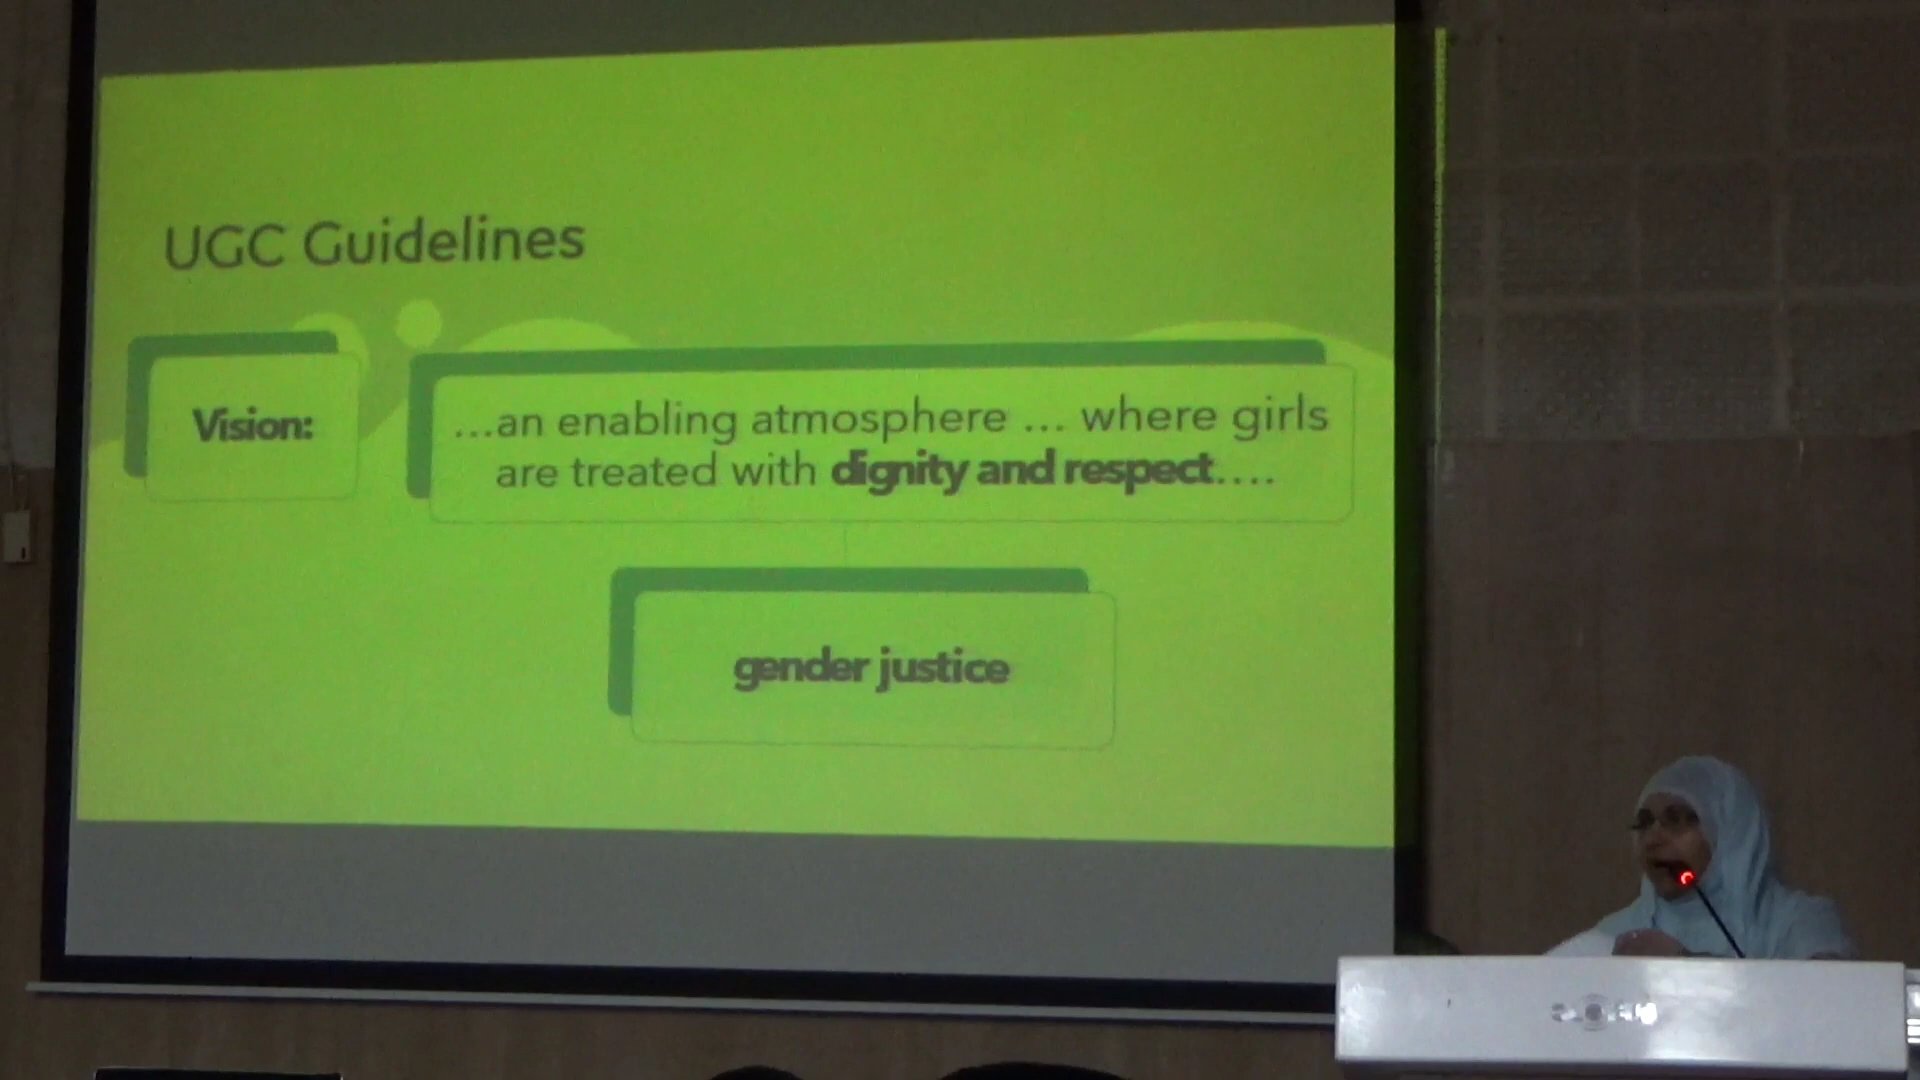 UGC Guidelines
Vision:
...an enabling atmosphere ... where girls
are treated with dignity and respect....
gender justice